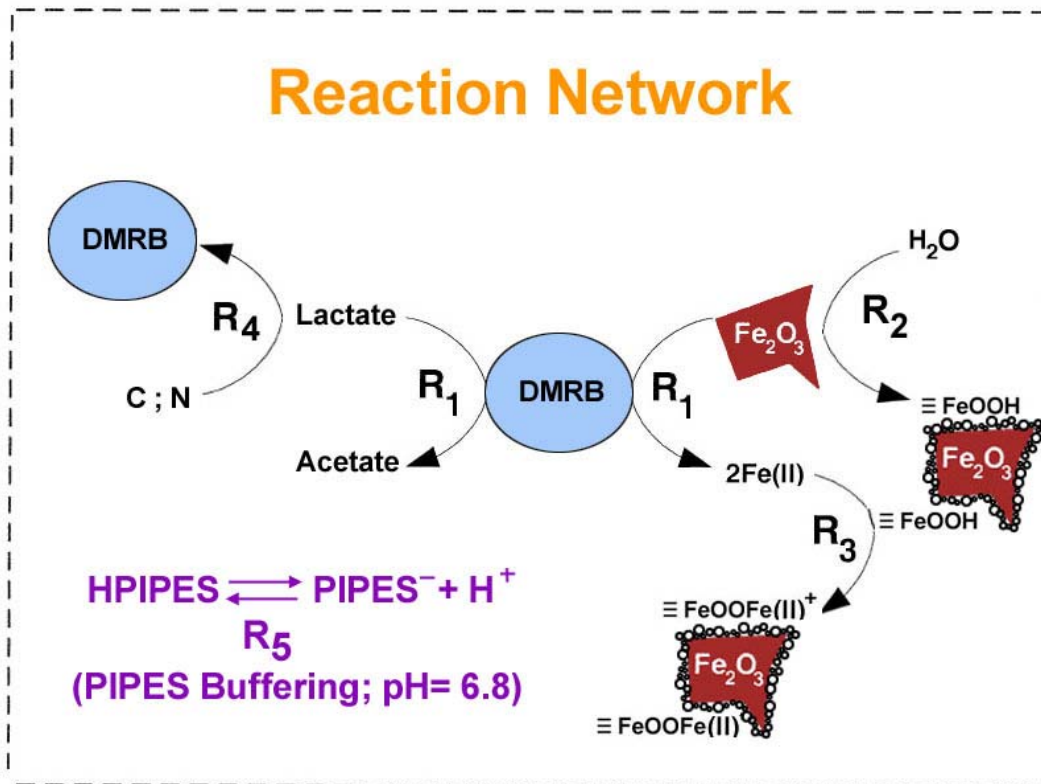 Reaction Network
DMRB
H₂O
R₄
Lactate
Fe₂O₃
R₂
C ; N
R₁
DMRB
R₁
≡ FeOOH
Fe₂O₃
Acetate
2Fe(II)
≡ FeOOH
R₃
HPIPES ⇌ PIPES⁻ + H⁺
R₅
(PIPES Buffering; pH= 6.8)
≡ FeOOFe(II)⁺
Fe₂O₃
≡ FeOOFe(II)